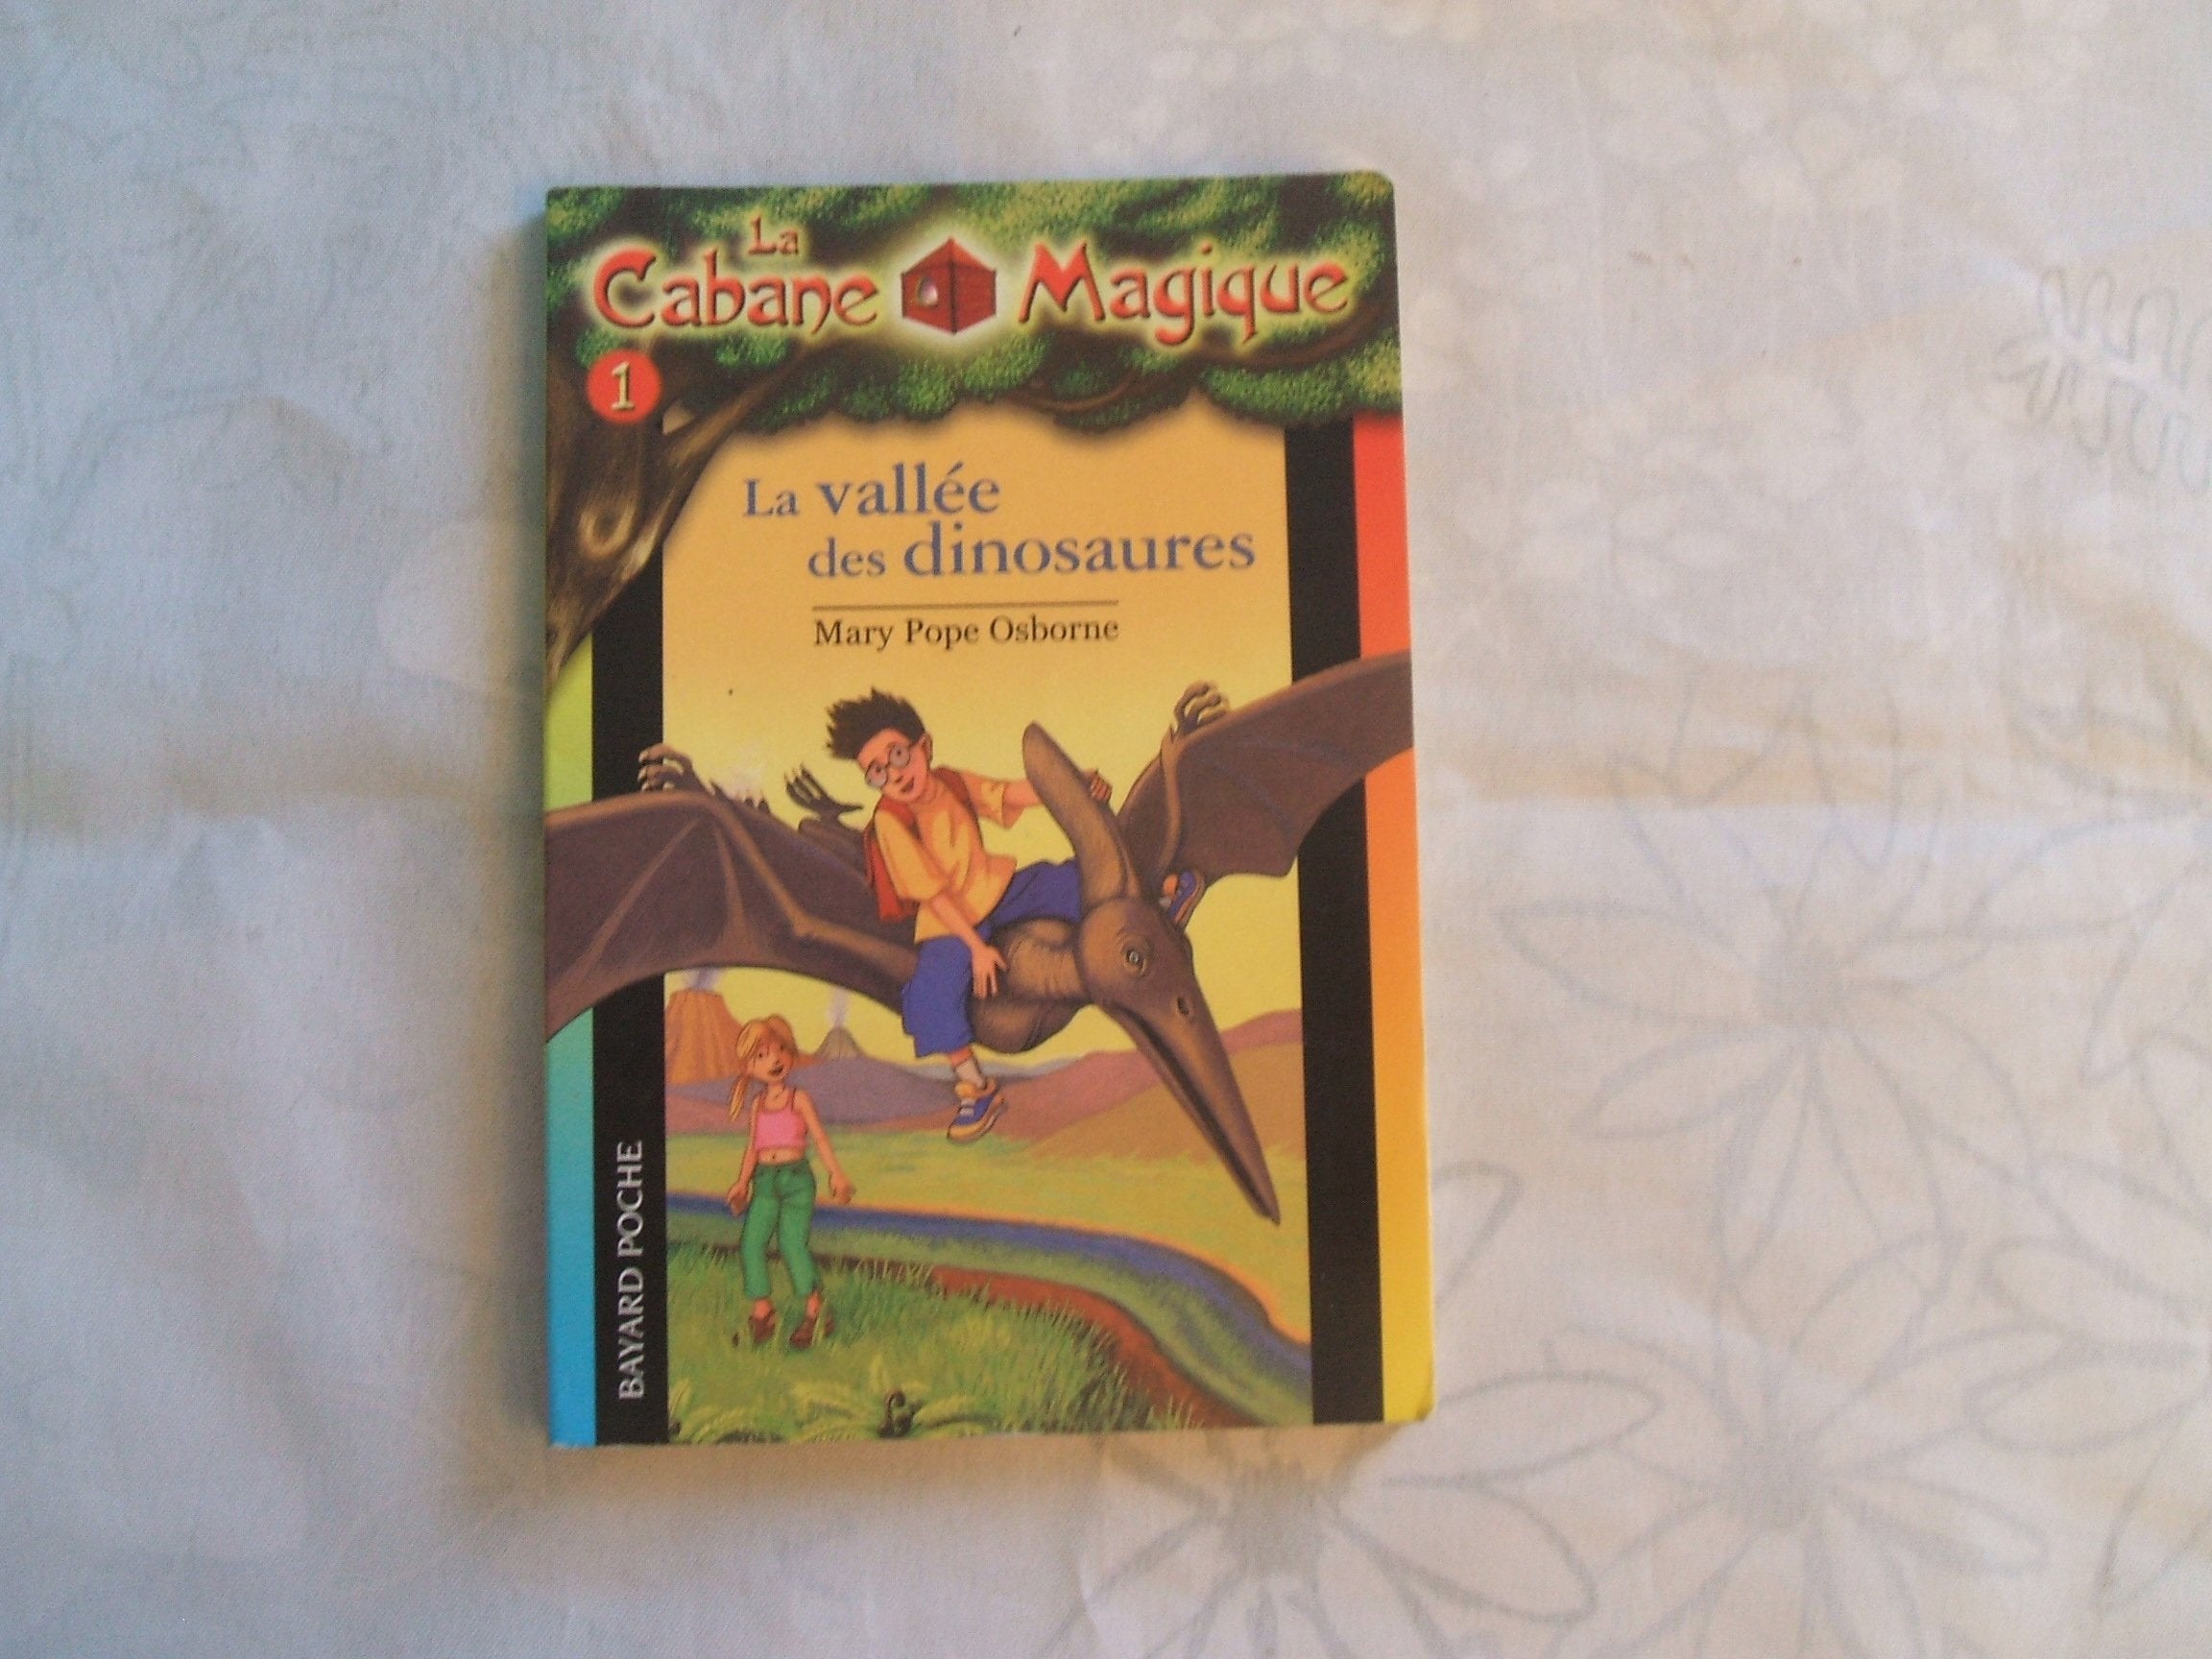 La
Cabane Magique
1
La vallée
des dinosaures
Mary Pope Osborne
BAYARD POCHE